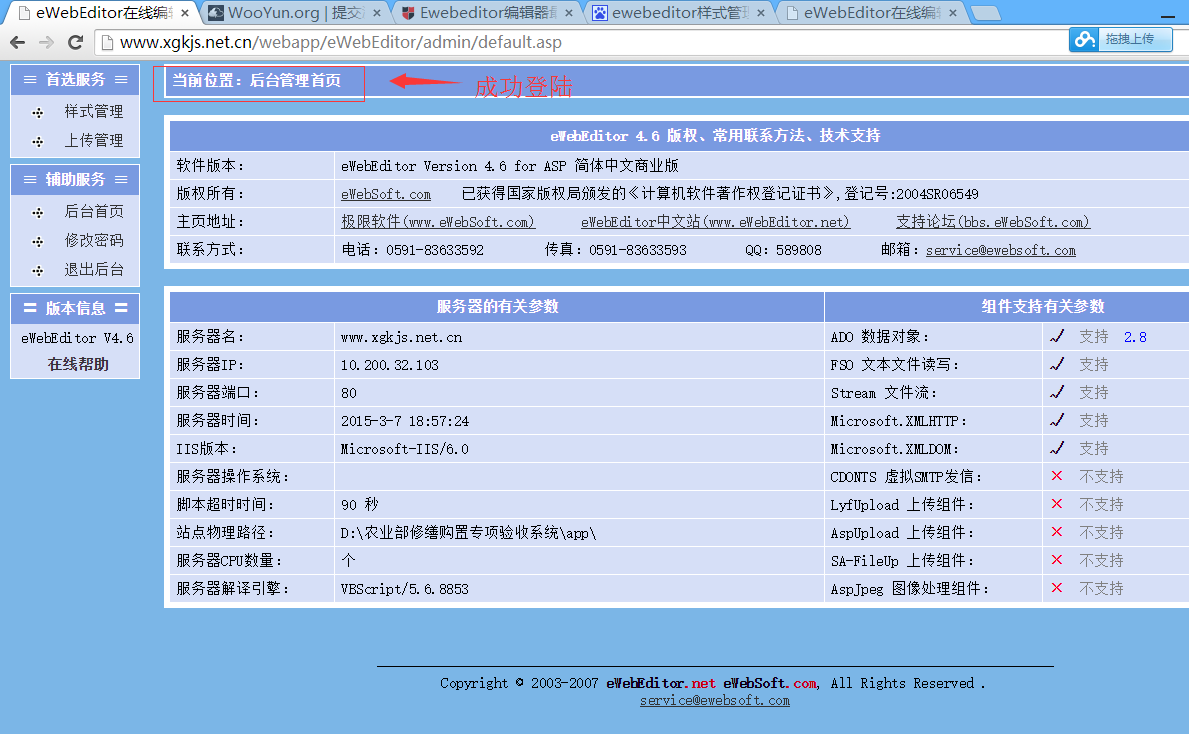 eWebEditor在线编辑
WooYun.org | 提交
Ewebeditor编辑器
ewebeditor样式管理
eWebEditor在线编辑
www.xgkjs.net.cn/webapp/eWebEditor/admin/default.asp
拖拽上传
首选服务
样式管理
上传管理
辅助服务
后台首页
修改密码
退出后台
版本信息
eWebEditor V4.6
在线帮助
当前位置：后台管理首页
成功登陆
eWebEditor 4.6 版权、常用联系方法、技术支持
软件版本： eWebEditor Version 4.6 for ASP 简体中文商业版
版权所有： eWebSoft.com 已获得国家版权局颁发的《计算机软件著作权登记证书》,登记号:2004SR06549
主页地址： 极限软件(www.eWebSoft.com) eWebEditor中文站(www.eWebEditor.net) 支持论坛(bbs.eWebSoft.com)
联系方式： 电话：0591-83633592 传真：0591-83633593 QQ：589808 邮箱：service@ewebsoft.com
服务器的有关参数 组件支持有关参数
服务器名： www.xgkjs.net.cn ADO 数据对象： 支持 2.8
服务器IP： 10.200.32.103 FSO 文本文件读写： 支持
服务器端口： 80 Stream 文件流： 支持
服务器时间： 2015-3-7 18:57:24 Microsoft.XMLHTTP： 支持
IIS版本： Microsoft-IIS/6.0 Microsoft.XMLDOM： 支持
服务器操作系统： CDONTS 虚拟SMTP发信： 不支持
脚本超时时间： 90 秒 LyfUpload 上传组件： 不支持
站点物理路径： D:\农业部修缮购置专项验收系统\app\ AspUpload 上传组件： 不支持
服务器CPU数量： 个 SA-FileUp 上传组件： 不支持
服务器解译引擎： VBScript/5.6.8853 AspJpeg 图像处理组件： 不支持
Copyright © 2003-2007 eWebEditor.net eWebSoft.com, All Rights Reserved .
service@ewebsoft.com